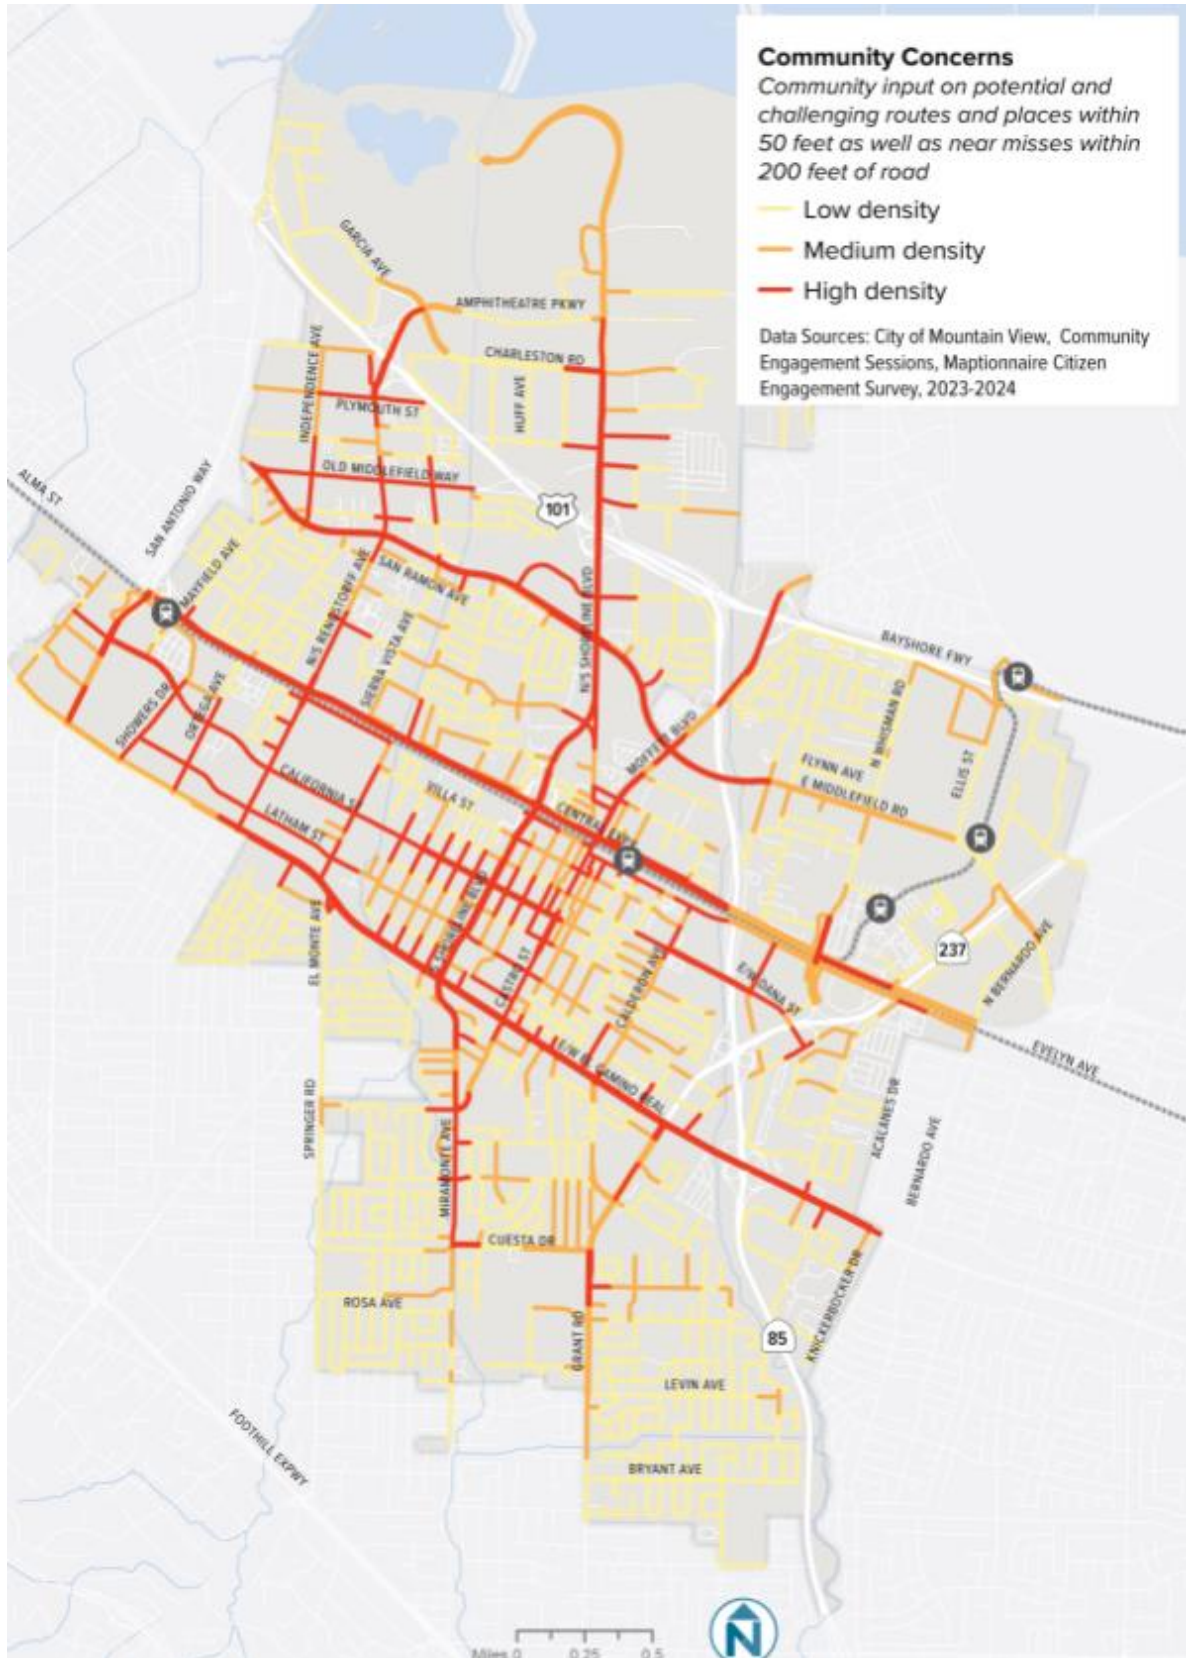 Community Concerns
Community input on potential and
challenging routes and places within
50 feet as well as near misses within
200 feet of road
Low density
Medium density
High density
Data Sources: City of Mountain View, Community
Engagement Sessions, Maptionnaire Citizen
Engagement Survey, 2023-2024
GARCIA AVE
AMPHITHEATRE PKWY
INDEPENDENCE AVE
CHARLESTON RD
HUFF AVE
PLYMOUTH ST
OLD MIDDLEFIELD WAY
ALMA ST
SAN ANTONIO WAY
101
MAYFIELD AVE
N/S RENGSTORFF AVE
SAN RAMON AVE
N/S SHORELINE BLVD
SIERRA VISTA AVE
BAYSHORE FWY
SHOWERS DR
ORTEGA AVE
N WHISMAN RD
MOFFETT BLVD
FLYNN AVE
ELLIS ST
E MIDDLEFIELD RD
CALIFORNIA ST
VILLA ST
LATHAM ST
CENTRAL EXPY
S SHORELINE BLVD
EL MONTE AVE
CASTRO ST
CALDERON AVE
E/W DANA ST
237
N BERNARDO AVE
EVELYN AVE
E/W EL CAMINO REAL
SPRINGER RD
MIRAMONTE AVE
ACALANES DR
BERNARDO AVE
CUESTA DR
ROSA AVE
GRANT RD
KNICKERBOCKER DR
85
LEVIN AVE
FOOTHILL EXPWY
BRYANT AVE
N
Miles 0 0.25 0.5